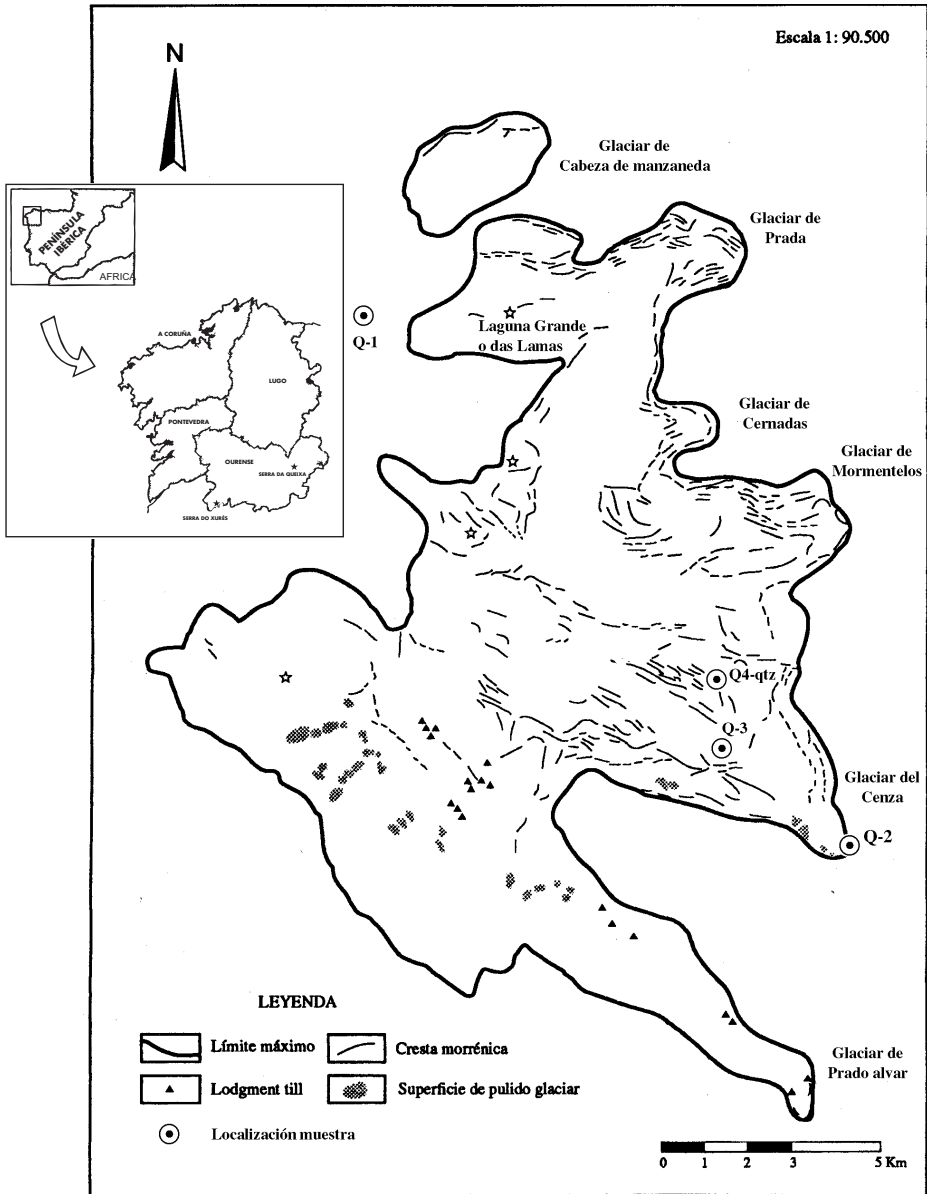 Escala 1: 90.500
N
Glaciar de
Cabeza de manzaneda
Glaciar de
Prada
PENÍNSULA
IBÉRICA
AFRICA
Q-1
Laguna Grande
o das Lamas
A CORUÑA
LUGO
PONTEVEDRA
OURENSE
SERRA DA QUEIXA
SERRA DO XURÉS
Glaciar de
Cernadas
Glaciar de
Mormentelos
Q4-qtz
Q-3
Glaciar del
Cenza
Q-2
LEYENDA
Límite máximo
Cresta morrénica
Lodgment till
Superficie de pulido glaciar
Localización muestra
Glaciar de
Prado alvar
0 1 2 3 5 Km